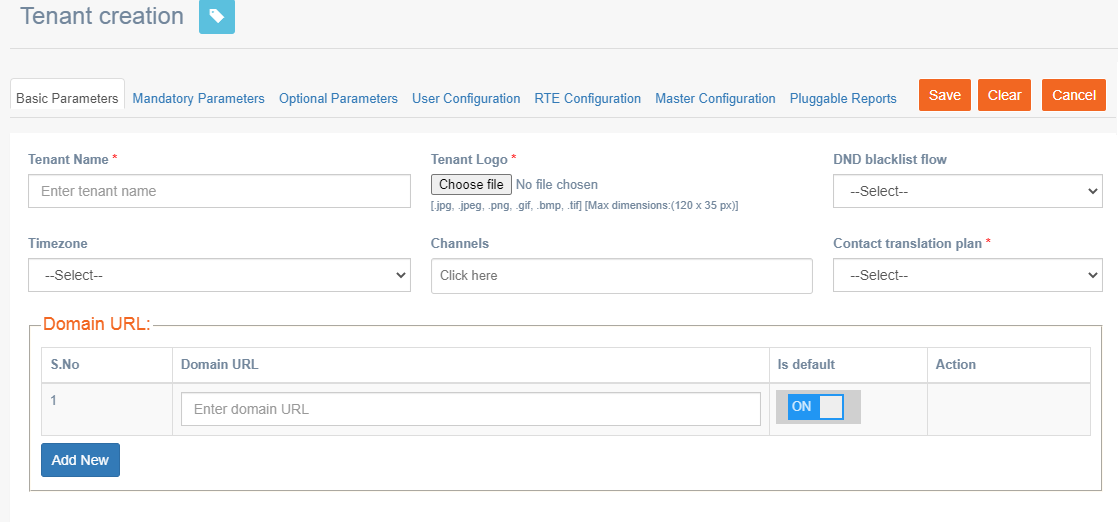 Tenant creation
Basic Parameters Mandatory Parameters Optional Parameters User Configuration RTE Configuration Master Configuration Pluggable Reports Save Clear Cancel
Tenant Name * Tenant Logo * DND blacklist flow
Enter tenant name Choose file No file chosen --Select--
[.jpg, .jpeg, .png, .gif, .bmp, .tif] [Max dimensions:(120 x 35 px)]
Timezone Channels Contact translation plan *
--Select-- Click here --Select--
Domain URL:
S.No Domain URL Is default Action
1 Enter domain URL ON
Add New